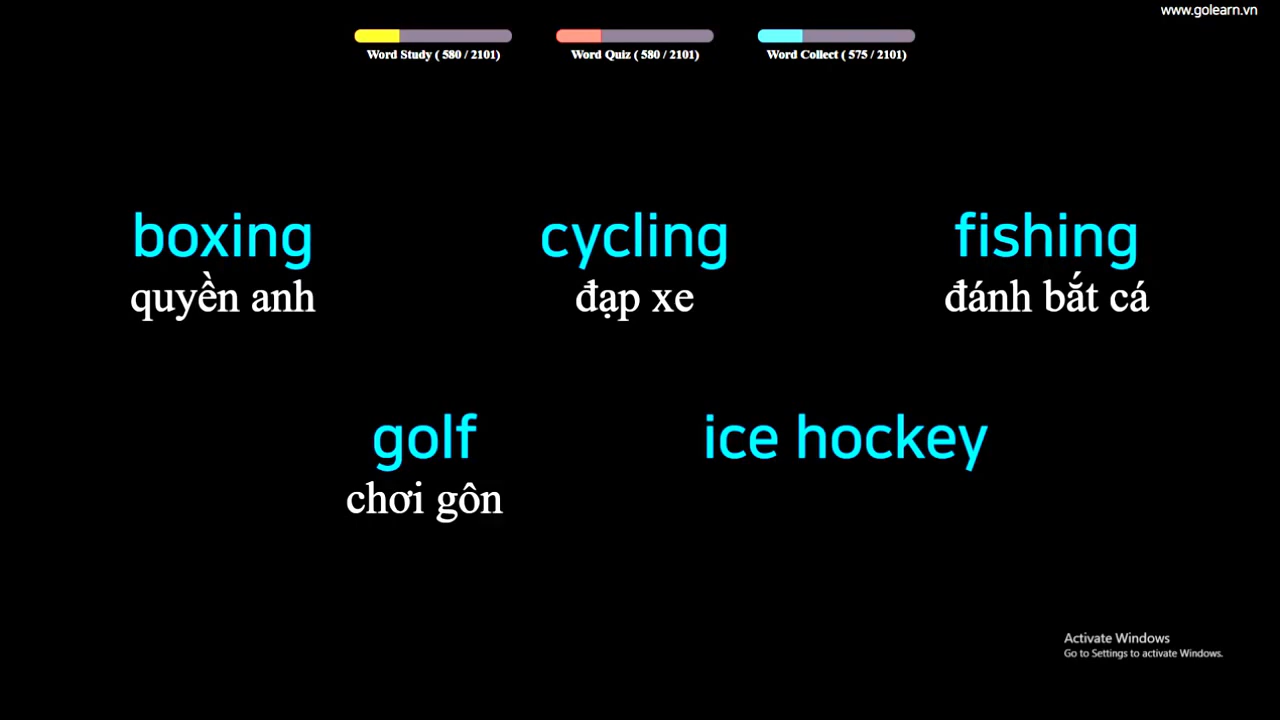 www.golearn.vn
Word Study ( 580 / 2101) Word Quiz ( 580 / 2101) Word Collect ( 575 / 2101)
boxing cycling fishing
quyền anh đạp xe đánh bắt cá
golf ice hockey
chơi gôn
Activate Windows
Go to Settings to activate Windows.